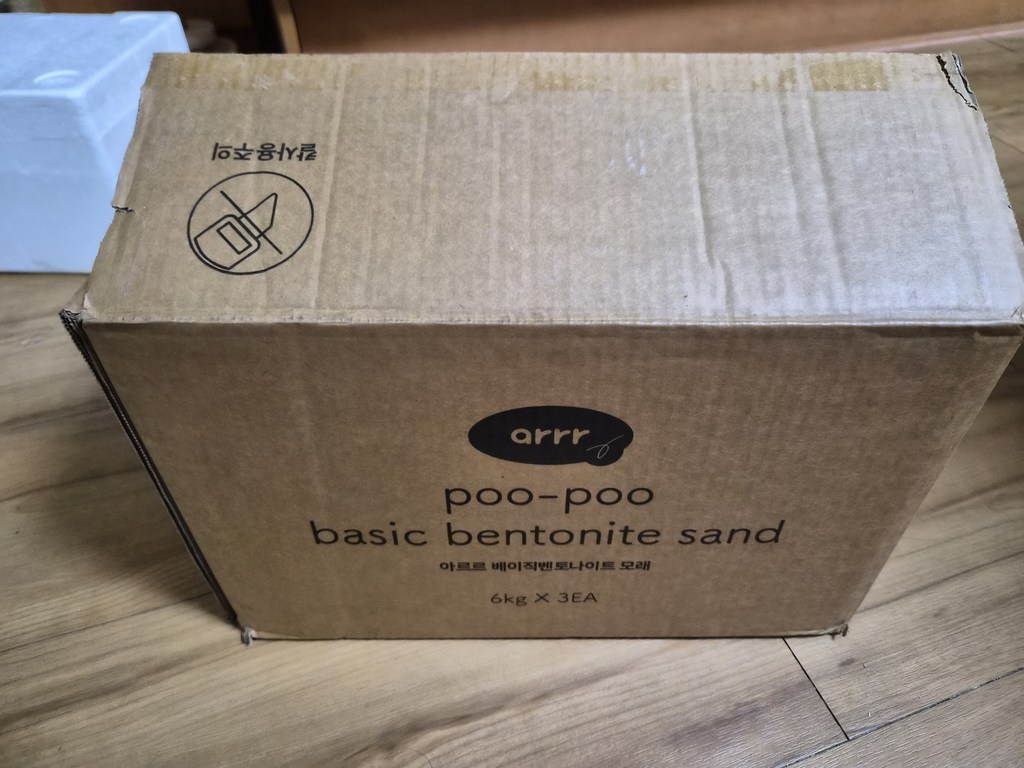 칼사용주의
arrr
poo-poo
basic bentonite sand
아르르 베이직벤토나이트 모래
6kg X 3EA